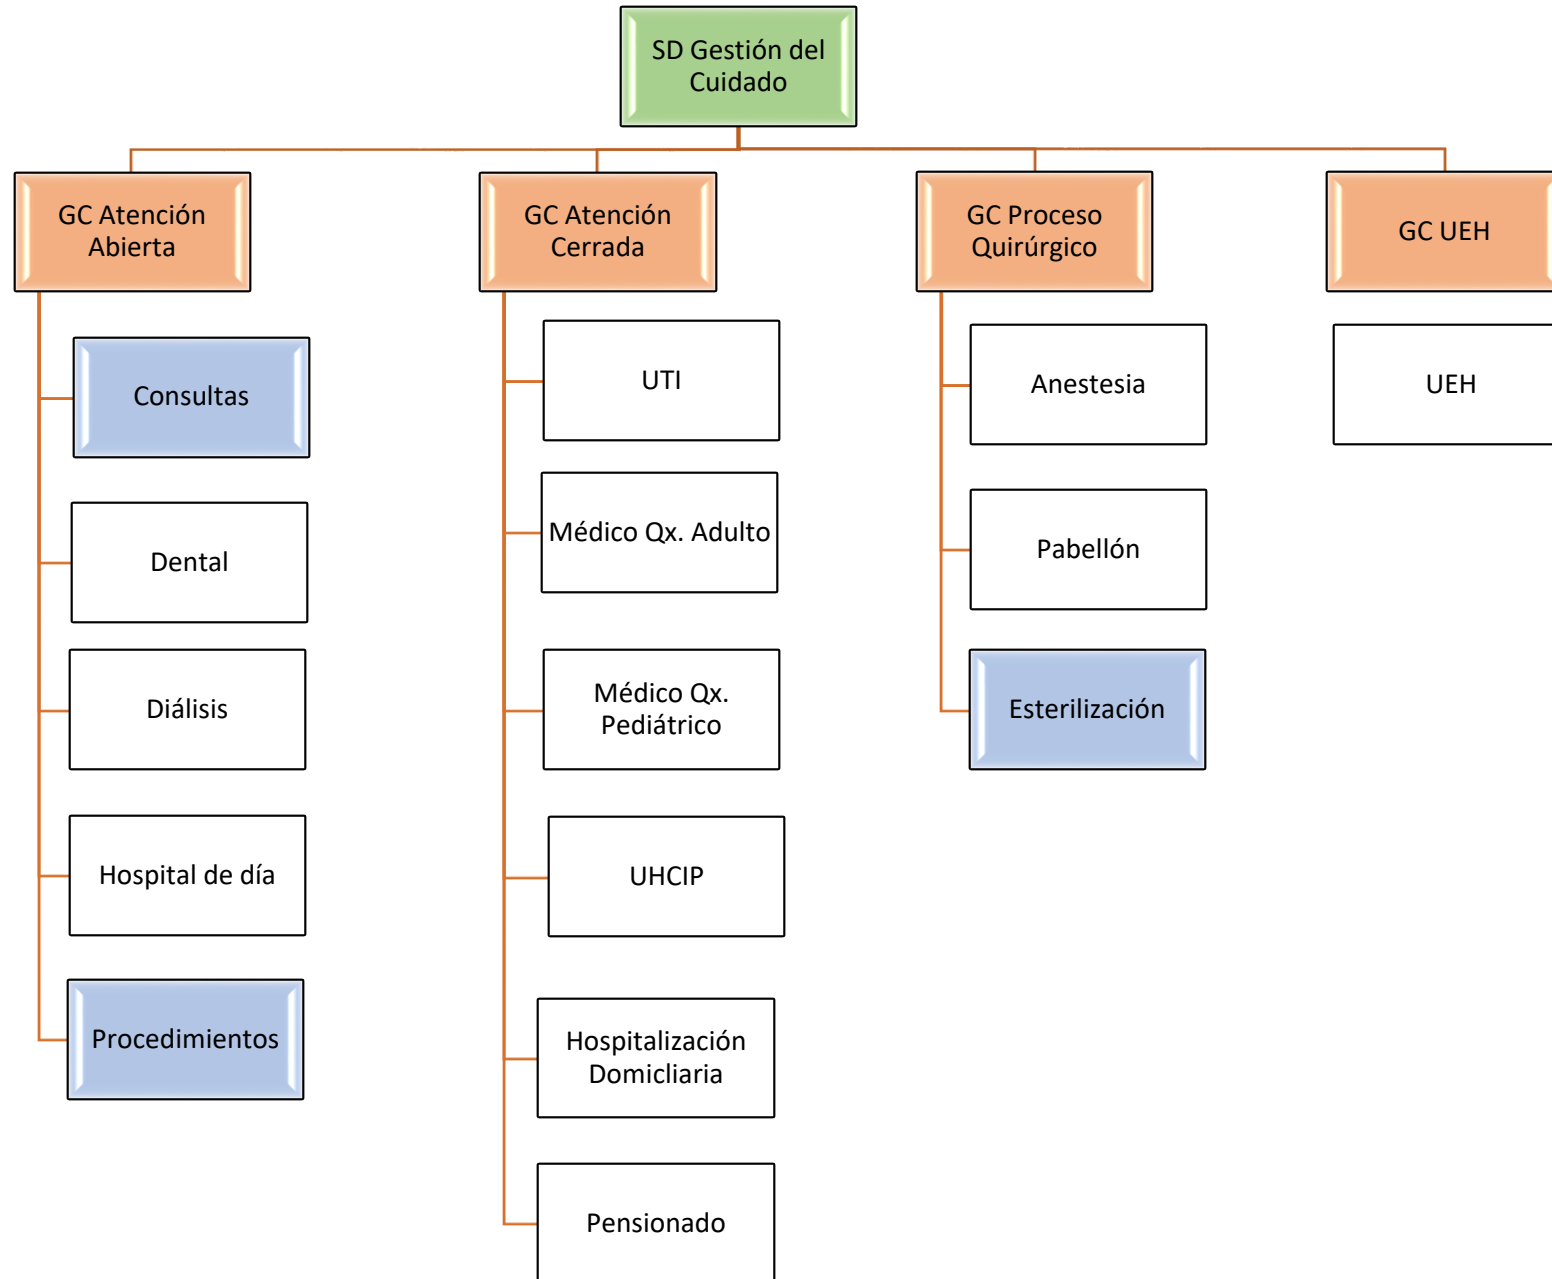 SD Gestión del
Cuidado
GC Atención
Abierta
GC Atención
Cerrada
GC Proceso
Quirúrgico
GC UEH
Consultas
Dental
Diálisis
Hospital de día
Procedimientos
UTI
Médico Qx. Adulto
Médico Qx.
Pediátrico
UHCIP
Hospitalización
Domicliaria
Pensionado
Anestesia
Pabellón
Esterilización
UEH